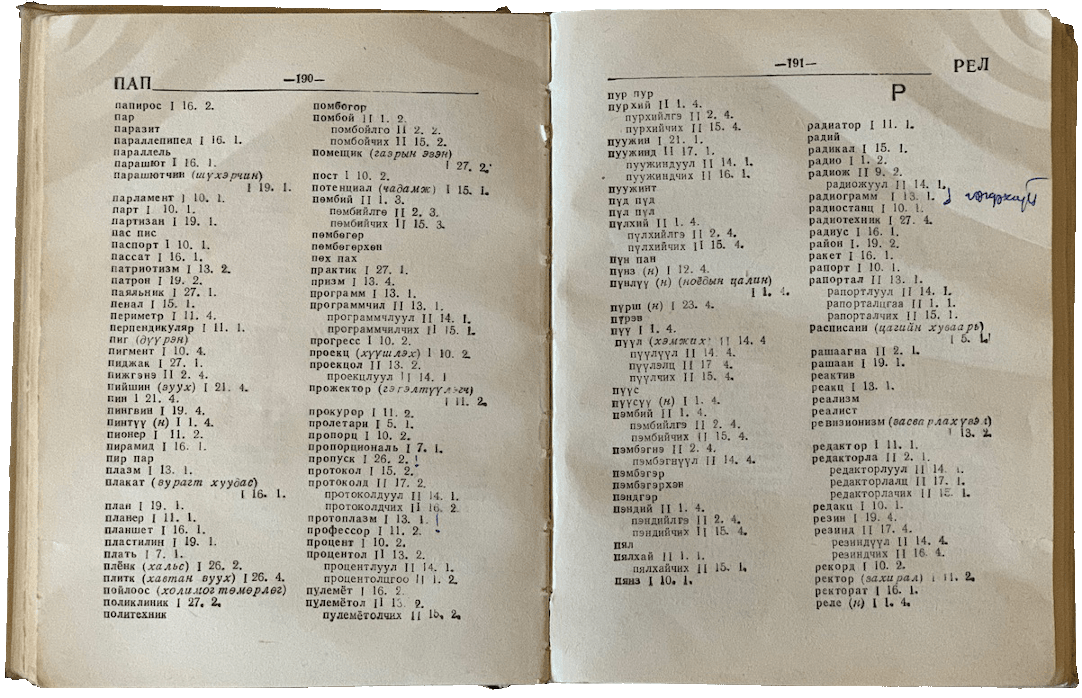 ПАП
—190—
папирос I 16. 2.
пар
паразит
параллепипед I 16. 1.
параллель
парашют I 16. 1.
парашютчин (шүхэрчин)
I 19. 1.
парламент I 10. 1.
парт I 10. 1.
партизан I 19. 1.
пас пис
паспорт I 10. 1.
пассат I 16. 1.
патриотизм I 13. 2.
патрон I 19. 2.
паяльник I 27. 1.
пенал I 15. 1.
периметр I 11. 4.
перпендикуляр I 11. 1.
пиг (дүүрэн)
пигмент I 10. 4.
пиджак I 27. 1.
пижгэнэ II 2. 4.
пийшин (зуух) I 21. 4.
пин I 21. 4.
пингвин I 19. 4.
пинтүү (н) I 1. 4.
пионер I 11. 2.
пирамид I 16. 1.
пир пар
плазм I 13. 1.
плакат (зурагт хуудас)
I 16. 1.
план I 19. 1.
планер I 11. 1.
планшет I 16. 1.
пластилин I 19. 1.
плать I 7. 1.
плёнк (хальс) I 26. 2.
плитк (хавтан зуух) I 26. 4.
пойлоос (холимог төмөрлөг)
поликлиник I 27. 2.
политехник
помбогор
помбой II 1. 2.
помбойлго II 2. 2.
помбойчих II 15. 2.
помещик (газрын эзэн)
I 27. 2.
пост I 10. 2.
потенциал (чадамж) I 15. 1.
пөмбий II 1. 3.
пөмбийлгө II 2. 3.
пөмбийчих II 15. 3.
пөмбөгөр
пөмбөгөрхөн
пөх пах
практик I 27. 1.
призм I 13. 4.
программ I 13. 1.
программчил II 13. 1.
программчлуул II 14. 1.
программчилчих II 15. 1.
прогресс I 10. 2.
проекц (хүүшлэх) I 10. 2.
проекцол II 13. 2.
проекцлуул II 14. 1
прожектор (гэгэлтүүлэгч)
I 11. 2.
прокурор I 11. 2.
пролетари I 5. 1.
пропорц I 10. 2.
пропорциональ I 7. 1.
пропуск I 26. 2.
протокол I 15. 2.
протоколд II 17. 2.
протоколдуул II 14. 1.
протоколдчих II 16. 2.
протоплазм I 13. 1.
профессор I 11. 2.
процент I 10. 2.
процентол II 13. 2.
процентлуул II 14. 1.
процентолцгоо II 1. 2.
пулемёт I 16. 2.
пулемётол II 13. 2.
пулемётолчих II 15. 2.
—191—
РЕЛ
пур пур
пурхий II 1. 4.
пурхийлгэ II 2. 4.
пурхийчих II 15. 4.
пуужин I 21. 1.
пуужинд II 17. 1.
пуужиндуул II 14. 1.
пуужиндчих II 16. 1.
пуужинт
пүд пүд
пүл пүл
пүлхий II 1. 4.
пүлхийлгэ II 2. 4.
пүлхийчих II 15. 4.
пүн пан
пүнз (н) I 12. 4.
пүнлүү (н) (ногдын цалин)
I 1. 4.
пүрш (н) I 23. 4.
пүрэв
пүү I 1. 4.
пүүл (хэмжих) II 14. 4
пүүлүүл II 14. 4.
пүүлэлц II 17 4.
пүүлчих II 15. 4.
пүүс
пүүсүү (н) I 1. 4.
пэмбий II 1. 4.
пэмбийлгэ II 2. 4.
пэмбийчих II 15. 4.
пэмбэгнэ II 2. 4.
пэмбэгнүүл II 14. 4.
пэмбэгэр
пэмбэгэрхэн
пэндгэр
пэндий II 1. 4.
пэндийлгэ II 2. 4.
пэндийчих II 15. 4.
пял
пялхай II 1. 1.
пялхайчих II 15. 1.
пянз I 10. 1.
Р
радиатор I 11. 1.
радий
радикал I 15. 1.
радио I 1. 2.
радиож II 9. 2.
радиожуул II 14. 1.
радиограмм I 13. 1.
радиостанц I 10. 1.
радиотехник I 27. 4.
радиус I 16. 1.
район I. 19. 2.
ракет I 16. 1.
рапорт I 10. 1.
рапортал II 13. 1.
рапортлуул II 14. 1.
рапорталцгаа II 1. 1.
рапорталчих II 15. 1.
расписани (цагийн хуваарь)
I 5. 1.
рашаагна II 2. 1.
рашаан I 19. 1.
реактив
реакц I 13. 1.
реализм
реалист
ревизионизм (засварлахүзэл)
I 13. 2.
редактор I 11. 1.
редакторла II 2. 1.
редакторлуул II 14. 1.
редакторлалц II 17. 1.
редакторлачих II 15. 1.
редакц I 10. 1.
резин I 19. 4.
резинд II 17. 4.
резиндүүл II 14. 4.
резиндчих II 16. 4.
рекорд I 10. 2.
ректор (захирал) I 11. 2.
ректорат I 16. 1.
реле (н) I 1. 4.